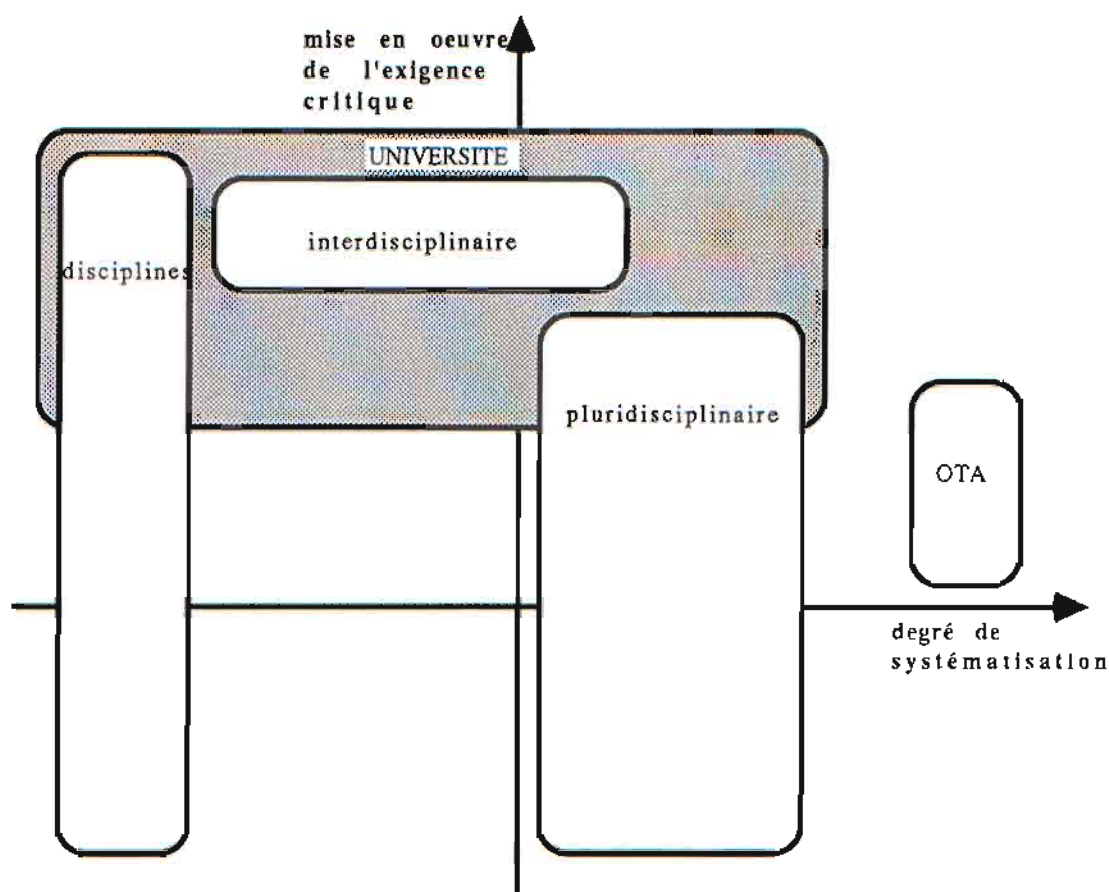 mise en oeuvre
de l'exigence
critique
UNIVERSITE
interdisciplinaire
disciplines
pluridisciplinaire
OTA
degré de
systématisation